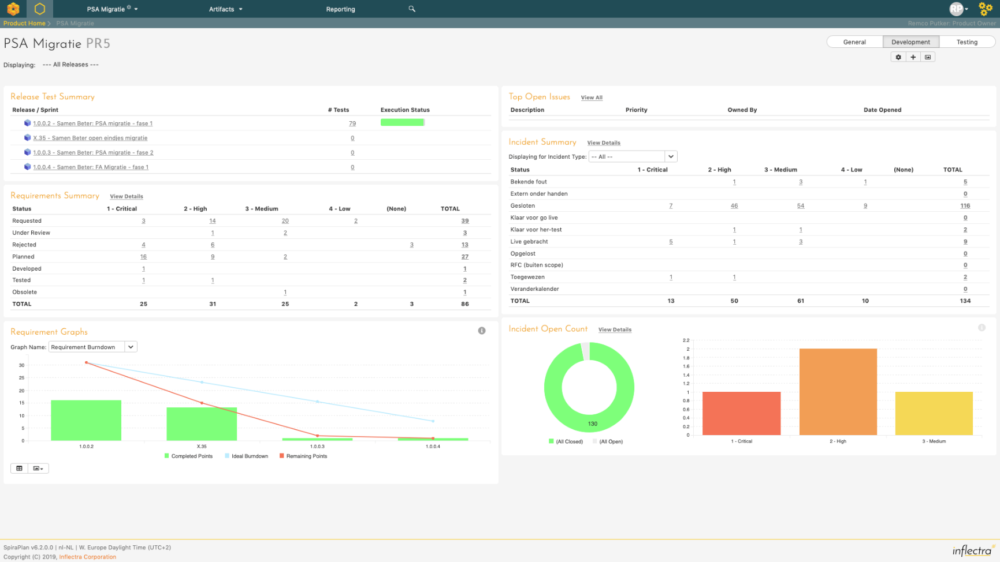 PSA Migratie
Artifacts
Reporting
RP
Product Home
PSA Migratie
Remco Putker: Product Owner
PSA Migratie PR5
General
Development
Testing
Displaying: --- All Releases ---
Release Test Summary
Release / Sprint # Tests Execution Status
1.0.0.2 - Samen Beter: PSA migratie - fase 1 79
X.35 - Samen Beter open eindjes migratie 0
1.0.0.3 - Samen Beter: PSA migratie - fase 2 0
1.0.0.4 - Samen Beter: FA Migratie - fase 1 0
Requirements Summary View Details
Status 1 - Critical 2 - High 3 - Medium 4 - Low (None) TOTAL
Requested 3 14 20 2 39
Under Review 1 2 3
Rejected 4 6 3 13
Planned 16 9 2 27
Developed 1 1
Tested 1 1 2
Obsolete 1 1
TOTAL 25 31 25 2 3 86
Requirement Graphs
Graph Name: Requirement Burndown
30
25
20
15
10
5
0
1.0.0.2 X.35 1.0.0.3 1.0.0.4
Completed Points Ideal Burndown Remaining Points
Top Open Issues View All
Description Priority Owned By Date Opened
Incident Summary View Details
Displaying for Incident Type: -- All --
Status 1 - Critical 2 - High 3 - Medium 4 - Low (None) TOTAL
Bekende fout 1 3 1 5
Extern onder handen 0
Gesloten 7 46 54 9 116
Klaar voor go live 0
Klaar voor her-test 1 1 2
Live gebracht 5 1 3 9
Opgelost 0
RFC (buiten scope) 0
Toegewezen 1 1 2
Veranderkalender 0
TOTAL 13 50 61 10 134
Incident Open Count View Details
130
(All Closed) (All Open)
2.2
2
1.8
1.6
1.4
1.2
1
0.8
0.6
0.4
0.2
0
1 - Critical 2 - High 3 - Medium
SpiraPlan v6.2.0.0 | nl-NL | W. Europe Daylight Time (UTC+2)
Copyright (C) 2019, Inflectra Corporation
inflectra